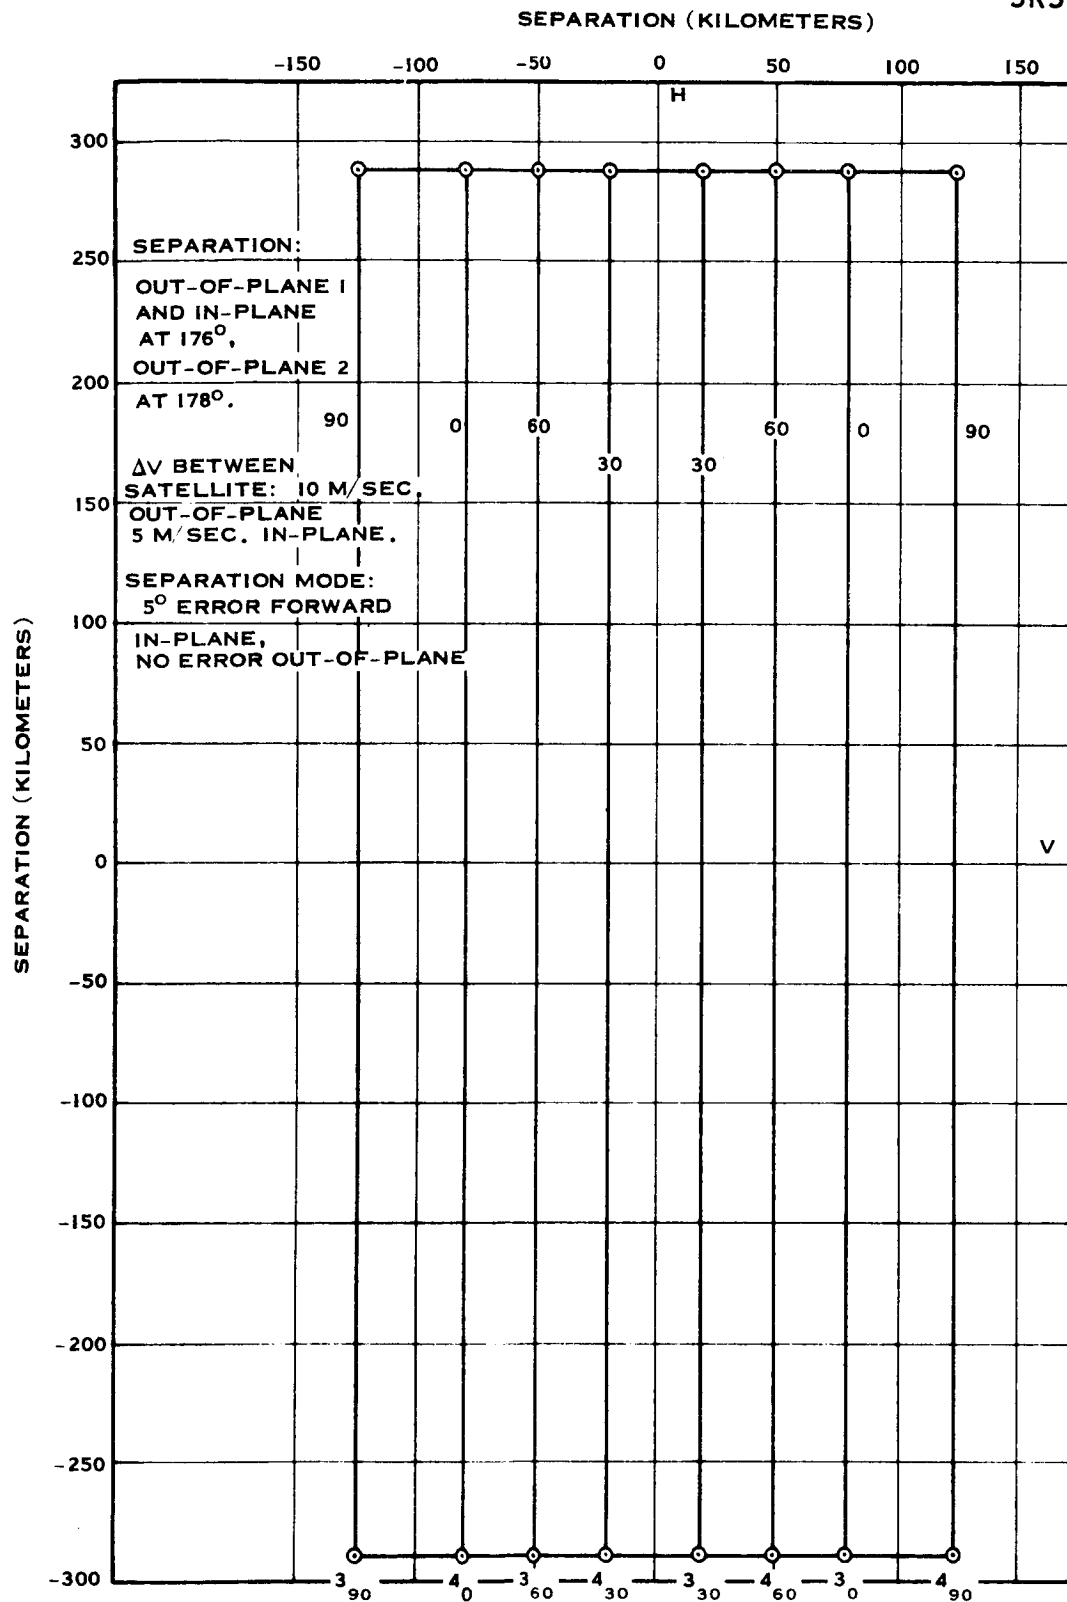 SEPARATION (KILOMETERS)
-150 -100 -50 0 50 100 150
H
300
SEPARATION:
250
OUT-OF-PLANE 1
AND IN-PLANE
AT 176°,
OUT-OF-PLANE 2
200
AT 178°.
90 0 60 60 0 90
30 30
ΔV BETWEEN
SATELLITE: 10 M/SEC,
150
OUT-OF-PLANE
5 M/SEC. IN-PLANE.
SEPARATION MODE:
5° ERROR FORWARD
100
IN-PLANE,
NO ERROR OUT-OF-PLANE
SEPARATION (KILOMETERS)
50
0
V
-50
-100
-150
-200
-250
-300
3 90 4 0 3 60 4 30 3 30 4 60 3 0 4 90